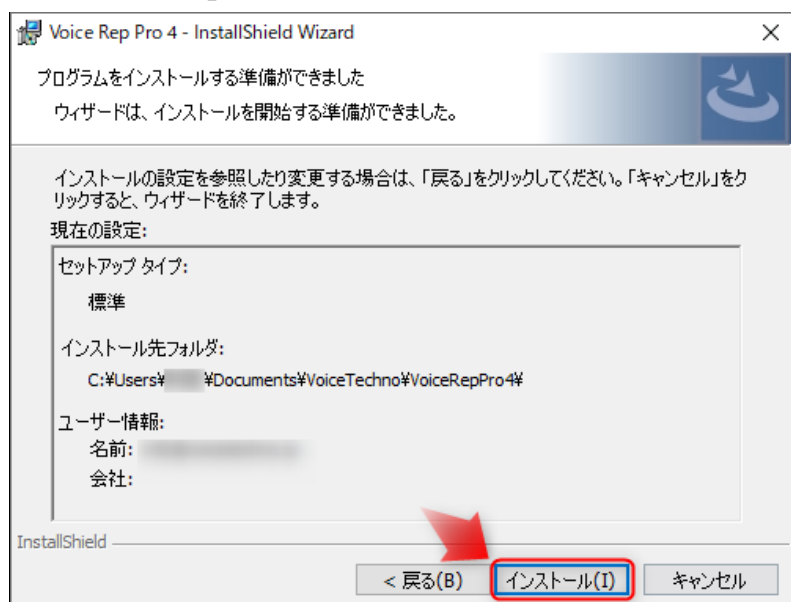 Voice Rep Pro 4 - InstallShield Wizard
プログラムをインストールする準備ができました
ウィザードは、インストールを開始する準備ができました。
インストールの設定を参照したり変更する場合は、「戻る」をクリックしてください。「キャンセル」をク
リックすると、ウィザードを終了します。
現在の設定:
セットアップ タイプ:
標準
インストール先フォルダ:
C:¥Users¥ ¥Documents¥VoiceTechno¥VoiceRepPro4¥
ユーザー情報:
名前:
会社:
InstallShield
< 戻る(B) インストール(I) キャンセル